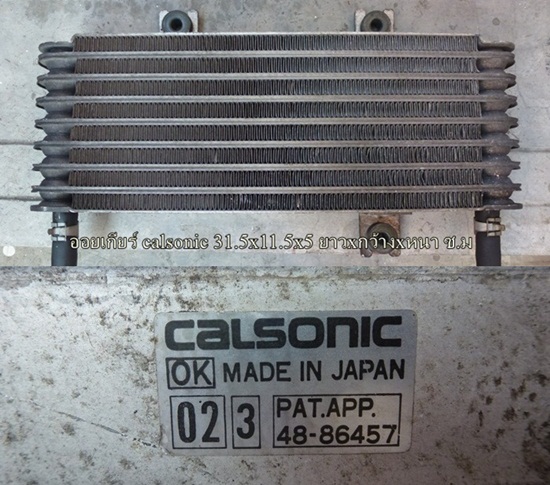 ออยเกียร์ calsonic 31.5x11.5x5 ยาวxกว้างxหนา ซ.ม
CALSONIC
OK MADE IN JAPAN
02 3 PAT.APP.
48-86457